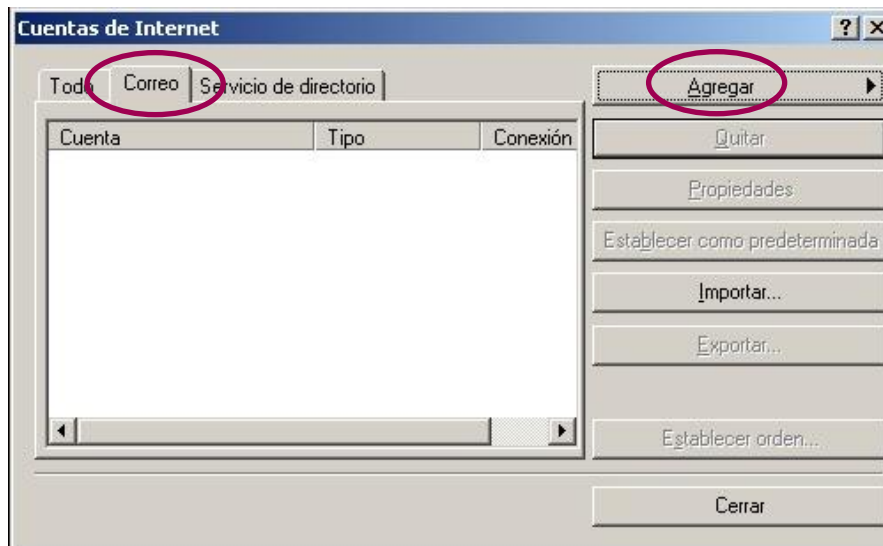 Cuentas de Internet
Todo Correo Servicio de directorio
Cuenta Tipo Conexión
Agregar
Quitar
Propiedades
Establecer como predeterminada
Importar...
Exportar...
Establecer orden...
Cerrar